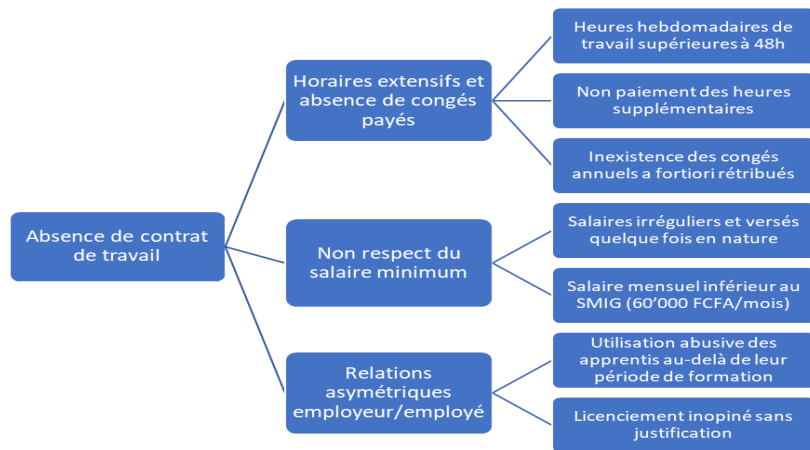 Absence de contrat
de travail
Horaires extensifs et
absence de congés
payés
Heures hebdomadaires de
travail supérieures à 48h
Non paiement des heures
supplémentaires
Inexistence des congés
annuels a fortiori rétribués
Non respect du
salaire minimum
Salaires irréguliers et versés
quelque fois en nature
Salaire mensuel inférieur au
SMIG (60'000 FCFA/mois)
Relations
asymétriques
employeur/employé
Utilisation abusive des
apprentis au-delà de leur
période de formation
Licenciement inopiné sans
justification